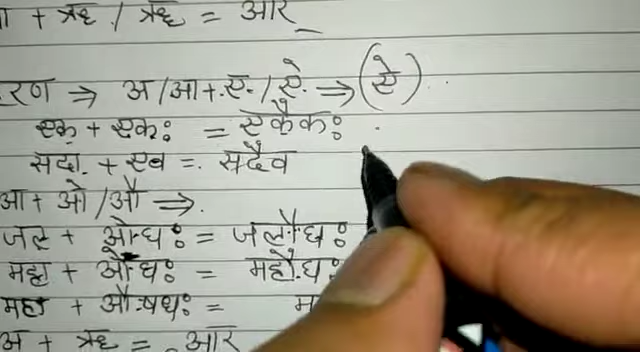 + ऋ / ॠ = आर्
रण ⇒ अ/आ + ए / ऐ ⇒ (ऐ)
एक + एकः = एकैकः
सदा + एव = सदैव
आ + ओ / औ ⇒
जल + ओघः = जलौघः
महा + ओघः = महौघः
महा + औषधः = म
अ + ऋ = आर्